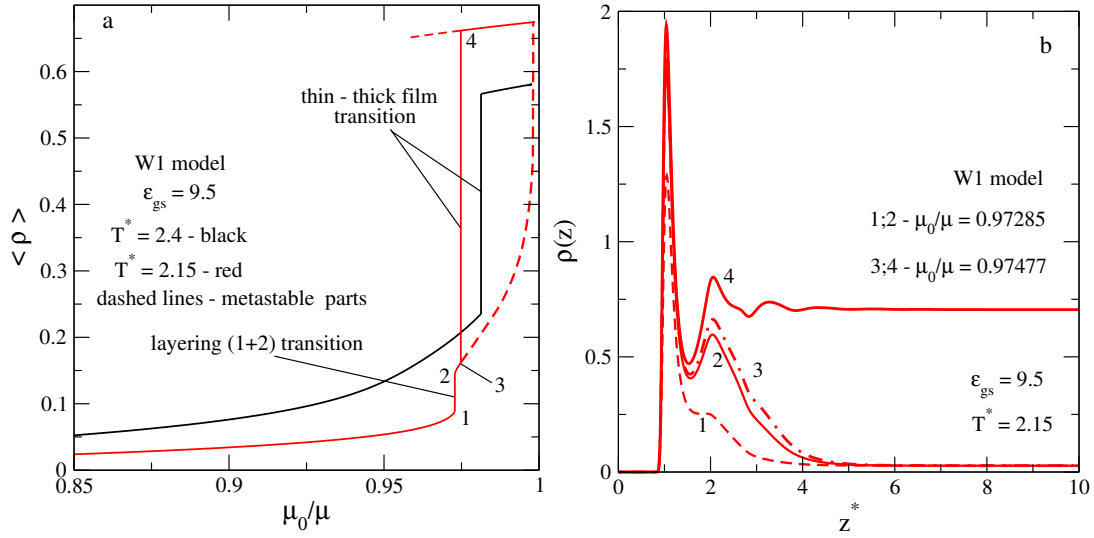 a
0.6
0.5
0.4
0.3
0.2
0.1
0
< ρ >
0.85
0.9
0.95
1
μ₀/μ
4
thin - thick film
transition
W1 model
ε_gs = 9.5
T* = 2.4 - black
T* = 2.15 - red
dashed lines - metastable parts
layering (1+2) transition
2
3
1
b
2
1.5
1
0.5
0
ρ(z)
0
2
4
6
8
10
z*
W1 model
1;2 - μ₀/μ = 0.97285
3;4 - μ₀/μ = 0.97477
4
3
2
1
ε_gs = 9.5
T* = 2.15